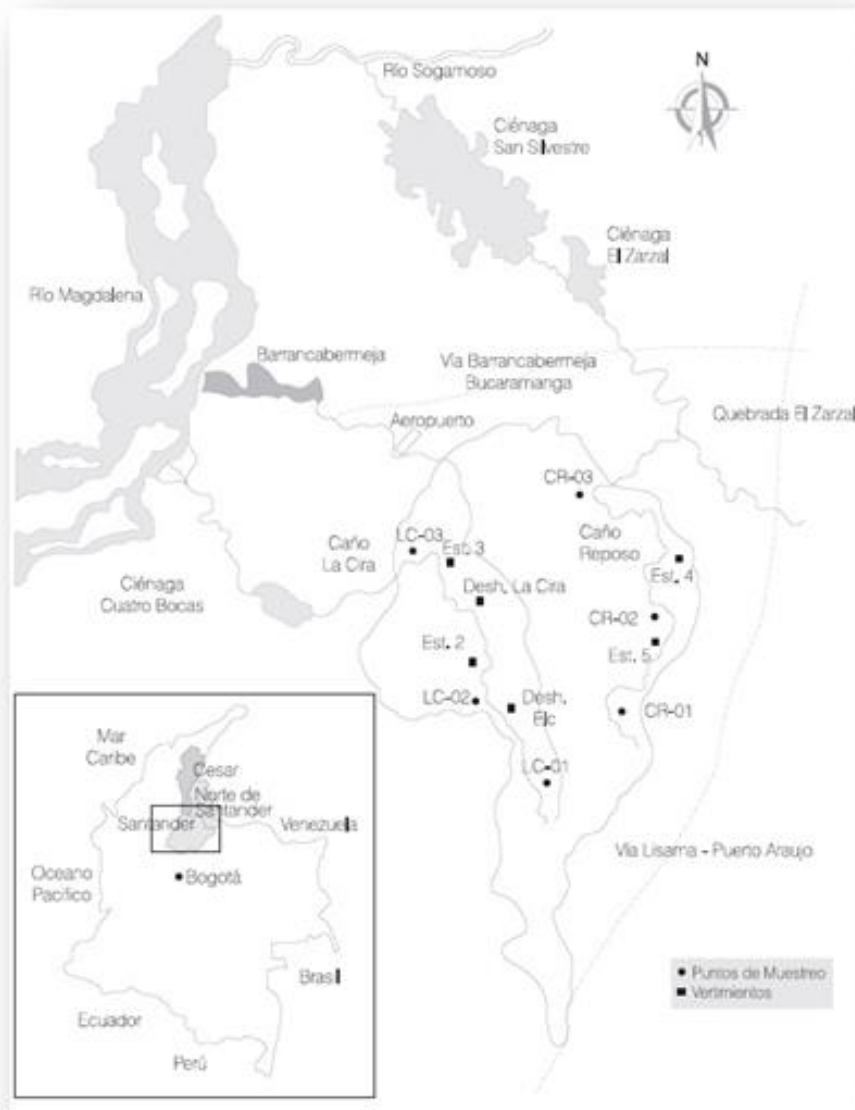 N
Río Sogamoso
Ciénaga
San Silvestre
Ciénaga
El Zarzal
Río Magdalena
Barrancabermeja
Vía Barrancabermeja
Bucaramanga
Quebrada El Zarzal
Aeropuerto
CR-03
LC-03
Est. 3
Caño
La Cira
Caño
Reposo
Est. 4
Desh. La Cira
Ciénaga
Cuatro Bocas
CR-02
Est. 2
Est. 5
LC-02
Desh.
Elc
CR-01
LC-01
Mar
Caribe
Cesar
Norte de
Santander
Santander
Venezuela
Vía Lisama - Puerto Araujo
Oceano
Pacífico
Bogotá
Brasil
Puntos de Muestreo
Vertimientos
Ecuador
Perú